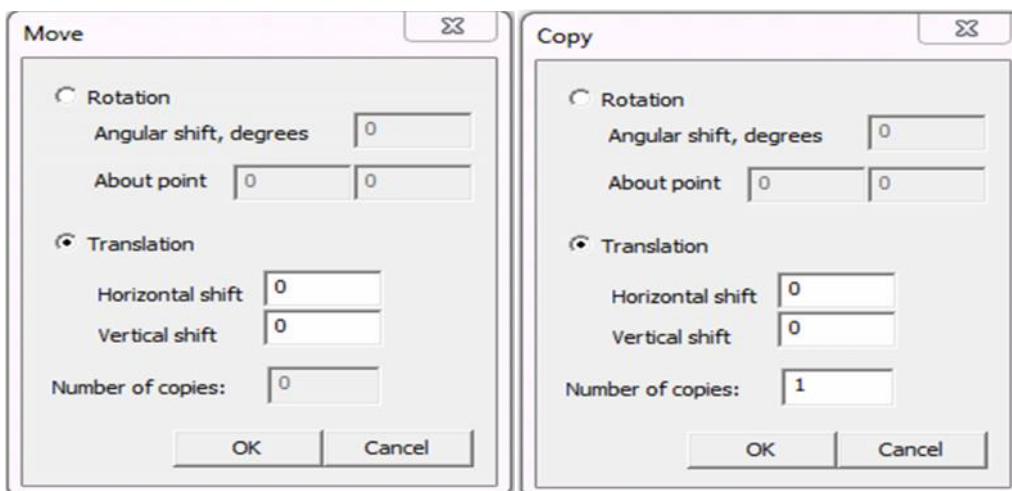 Move
Rotation
Angular shift, degrees 0
About point 0 0
Translation
Horizontal shift 0
Vertical shift 0
Number of copies: 0
OK Cancel
Copy
Rotation
Angular shift, degrees 0
About point 0 0
Translation
Horizontal shift 0
Vertical shift 0
Number of copies: 1
OK Cancel